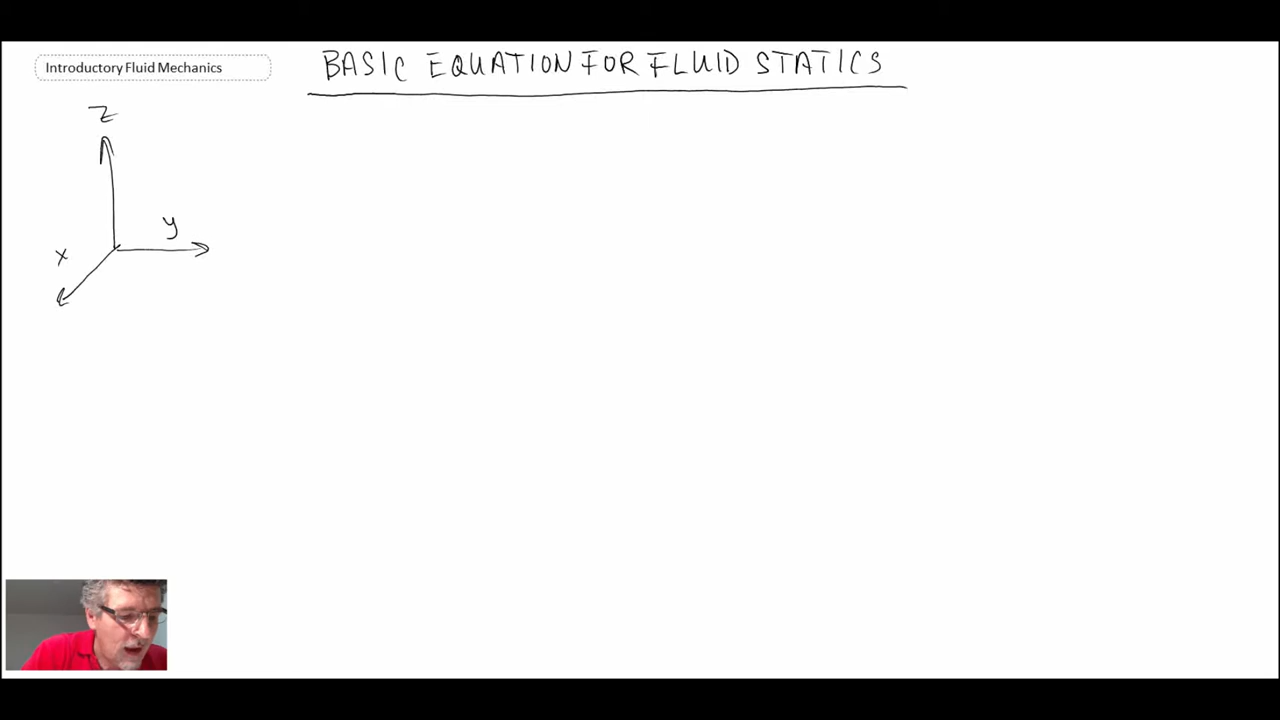 Introductory Fluid Mechanics
BASIC EQUATION FOR FLUID STATICS
z
y
x